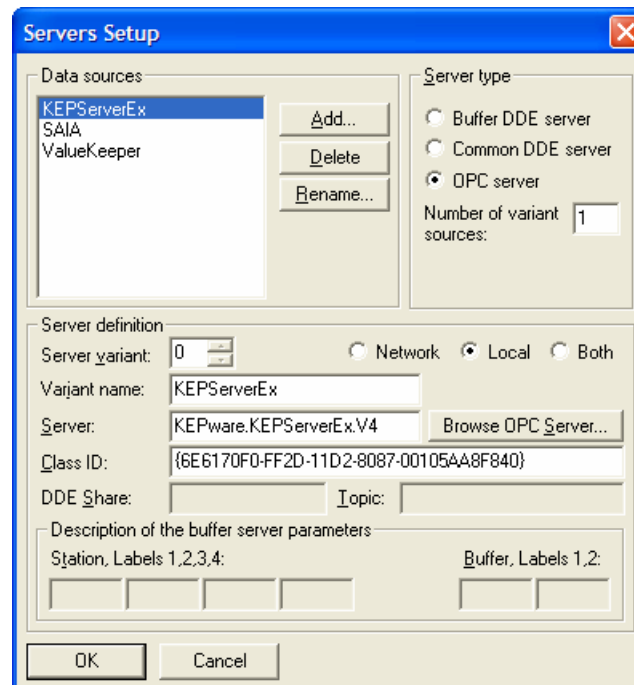 Servers Setup
Data sources
KEPServerEx
SAIA
ValueKeeper
Add...
Delete
Rename...
Server type
Buffer DDE server
Common DDE server
OPC server
Number of variant
sources:
1
Server definition
Server variant:
0
Network
Local
Both
Variant name:
KEPServerEx
Server:
KEPware.KEPServerEx.V4
Browse OPC Server...
Class ID:
{6E6170F0-FF2D-11D2-8087-00105AA8F840}
DDE Share:
Topic:
Description of the buffer server parameters
Station, Labels 1,2,3,4:
Buffer, Labels 1,2:
OK
Cancel